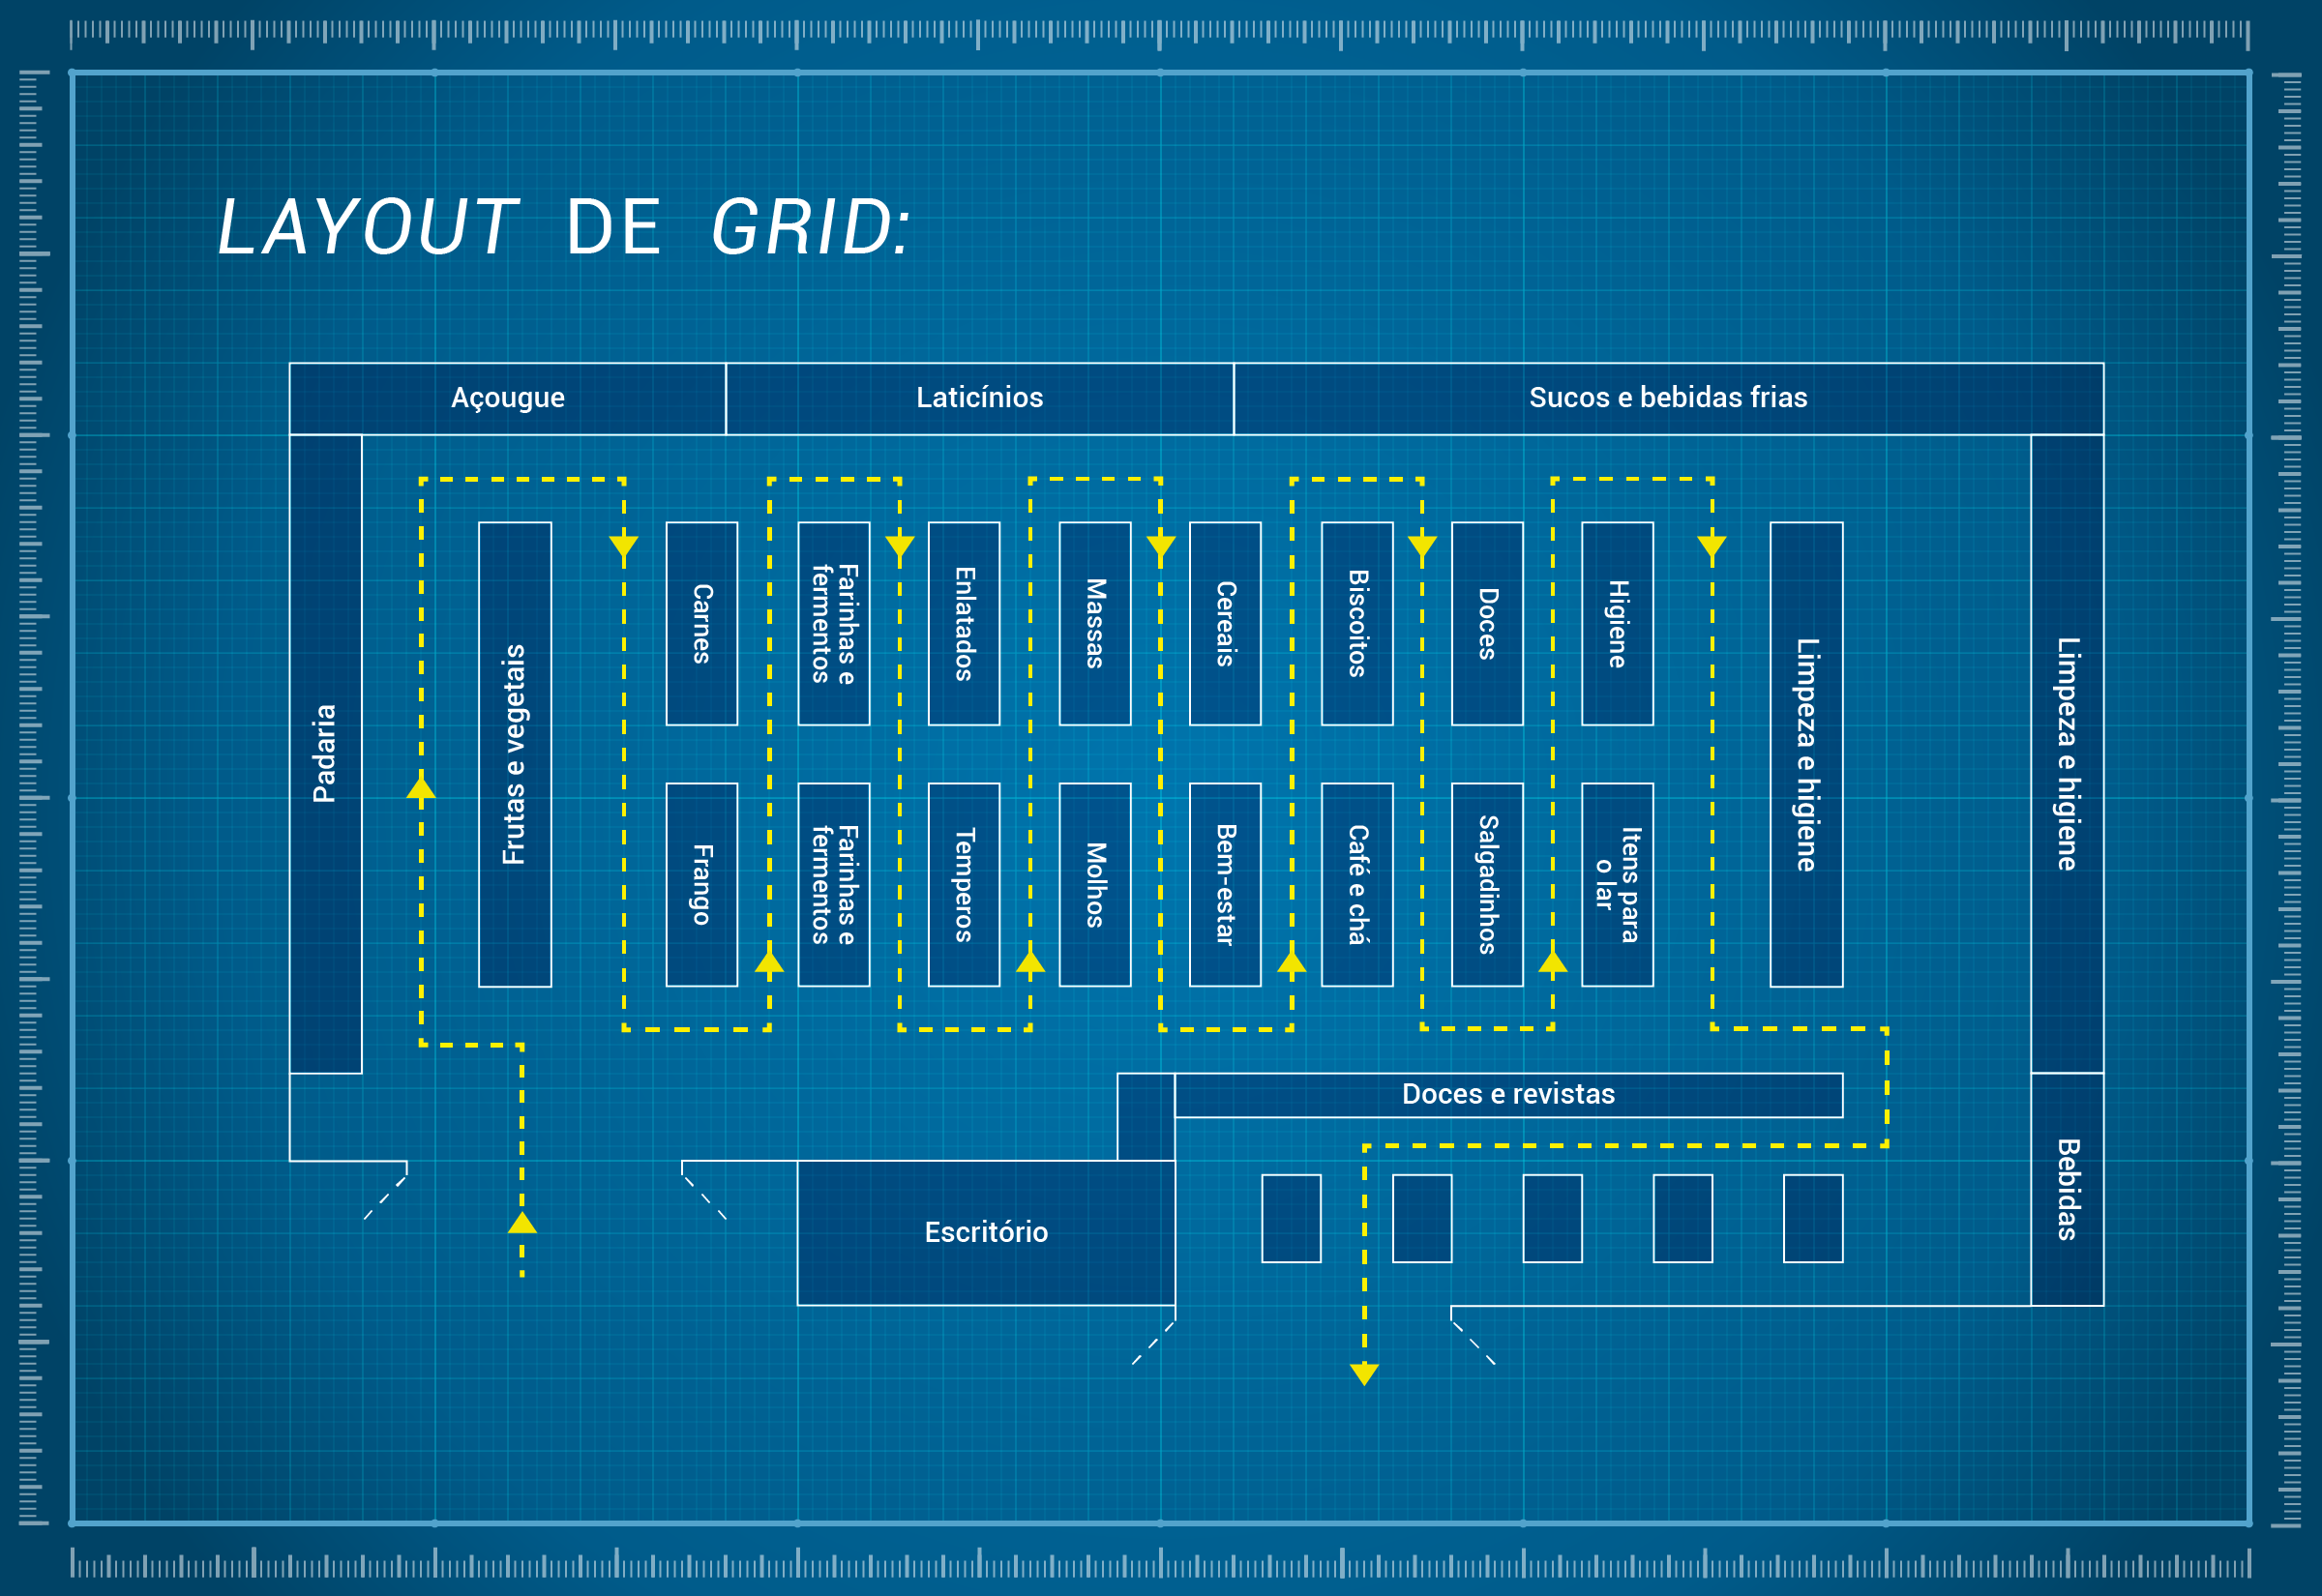 LAYOUT DE GRID:
Açougue
Laticínios
Sucos e bebidas frias
Padaria
Frutas e vegetais
Carnes
Farinhas e
fermentos
Enlatados
Massas
Cereais
Biscoitos
Doces
Higiene
Limpeza e higiene
Limpeza e higiene
Frango
Farinhas e
fermentos
Temperos
Molhos
Bem-estar
Café e chá
Salgadinhos
Itens para
o lar
Doces e revistas
Escritório
Bebidas